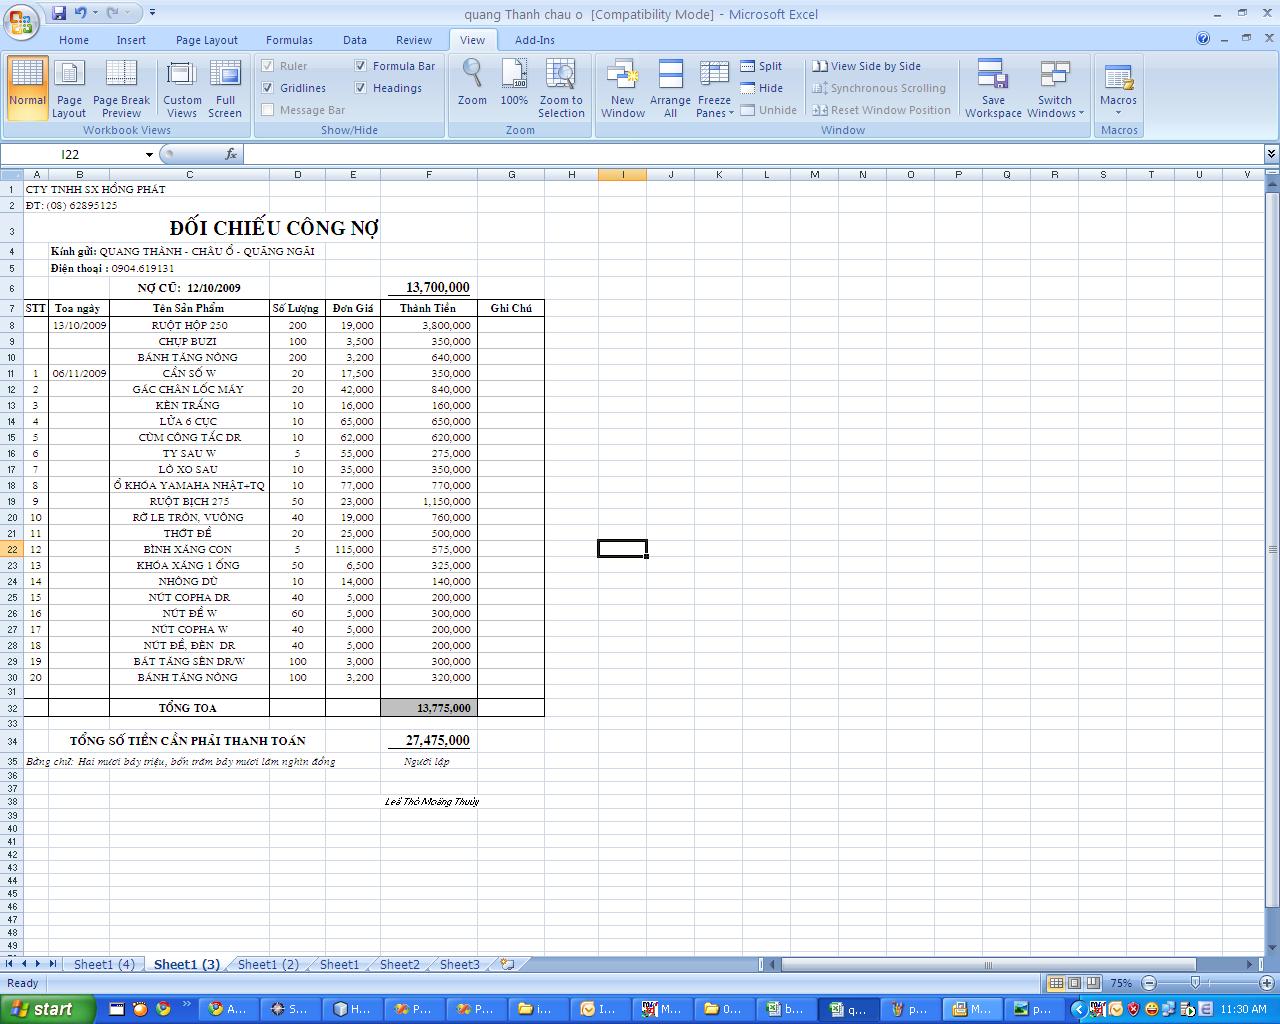 quang Thanh chau o  [Compatibility Mode] - Microsoft Excel
Home Insert Page Layout Formulas Data Review View Add-Ins
Normal Page Layout Page Break Preview Custom Views Full Screen
Workbook Views
Ruler Formula Bar
Gridlines Headings
Message Bar
Show/Hide
Zoom 100% Zoom to Selection
Zoom
New Window Arrange All Freeze Panes
Split
Hide
Unhide
View Side by Side
Synchronous Scrolling
Reset Window Position
Window
Save Workspace Switch Windows
Macros
Macros
I22 fx
A B C D E F G H I J K L M N O P Q R S T U V
1 CTY TNHH SX HỒNG PHÁT
2 ĐT: (08) 62895125
3 ĐỐI CHIẾU CÔNG NỢ
4 Kính gửi: QUANG THÀNH - CHÂU Ổ - QUÃNG NGÃI
5 Điện thoại : 0904.619131
6 NỢ CŨ: 12/10/2009 13,700,000
7 STT Toa ngày Tên Sản Phẩm Số Lượng Đơn Giá Thành Tiền Ghi Chú
8 13/10/2009 RUỘT HỘP 250 200 19,000 3,800,000
9 CHỤP BUZI 100 3,500 350,000
10 BÁNH TĂNG NÒNG 200 3,200 640,000
11 1 06/11/2009 CẦN SỐ W 20 17,500 350,000
12 2 GÁC CHÂN LỐC MÁY 20 42,000 840,000
13 3 KÈN TRẮNG 10 16,000 160,000
14 4 LỬA 6 CỤC 10 65,000 650,000
15 5 CÙM CÔNG TẮC DR 10 62,000 620,000
16 6 TY SAU W 5 55,000 275,000
17 7 LÒ XO SAU 10 35,000 350,000
18 8 Ổ KHÓA YAMAHA NHẬT+TQ 10 77,000 770,000
19 9 RUỘT BỊCH 275 50 23,000 1,150,000
20 10 RỜ LE TRÒN, VUÔNG 40 19,000 760,000
21 11 THỚT ĐỀ 20 25,000 500,000
22 12 BÌNH XĂNG CON 5 115,000 575,000
23 13 KHÓA XĂNG 1 ỐNG 50 6,500 325,000
24 14 NHÔNG DÙ 10 14,000 140,000
25 15 NÚT COPHA DR 40 5,000 200,000
26 16 NÚT ĐỀ W 60 5,000 300,000
27 17 NÚT COPHA W 40 5,000 200,000
28 18 NÚT ĐỀ, ĐÈN  DR 40 5,000 200,000
29 19 BÁT TĂNG SÊN DR/W 100 3,000 300,000
30 20 BÁNH TĂNG NÒNG 100 3,200 320,000
31
32 TỔNG TOA 13,775,000
33
34 TỔNG SỐ TIỀN CẦN PHẢI THANH TOÁN 27,475,000
35 Bằng chữ: Hai mươi bảy triệu, bốn trăm bảy mươi lăm nghìn đồng Người lập
36
37
38 Leâ Thò Moäng Thuùy
39
40
41
42
43
44
45
46
47
48
49
Sheet1 (4) Sheet1 (3) Sheet1 (2) Sheet1 Sheet2 Sheet3
Ready 75%
start A... S... H... P... P... i... I... M... 0... b... q... p... M... p... 11:30 AM